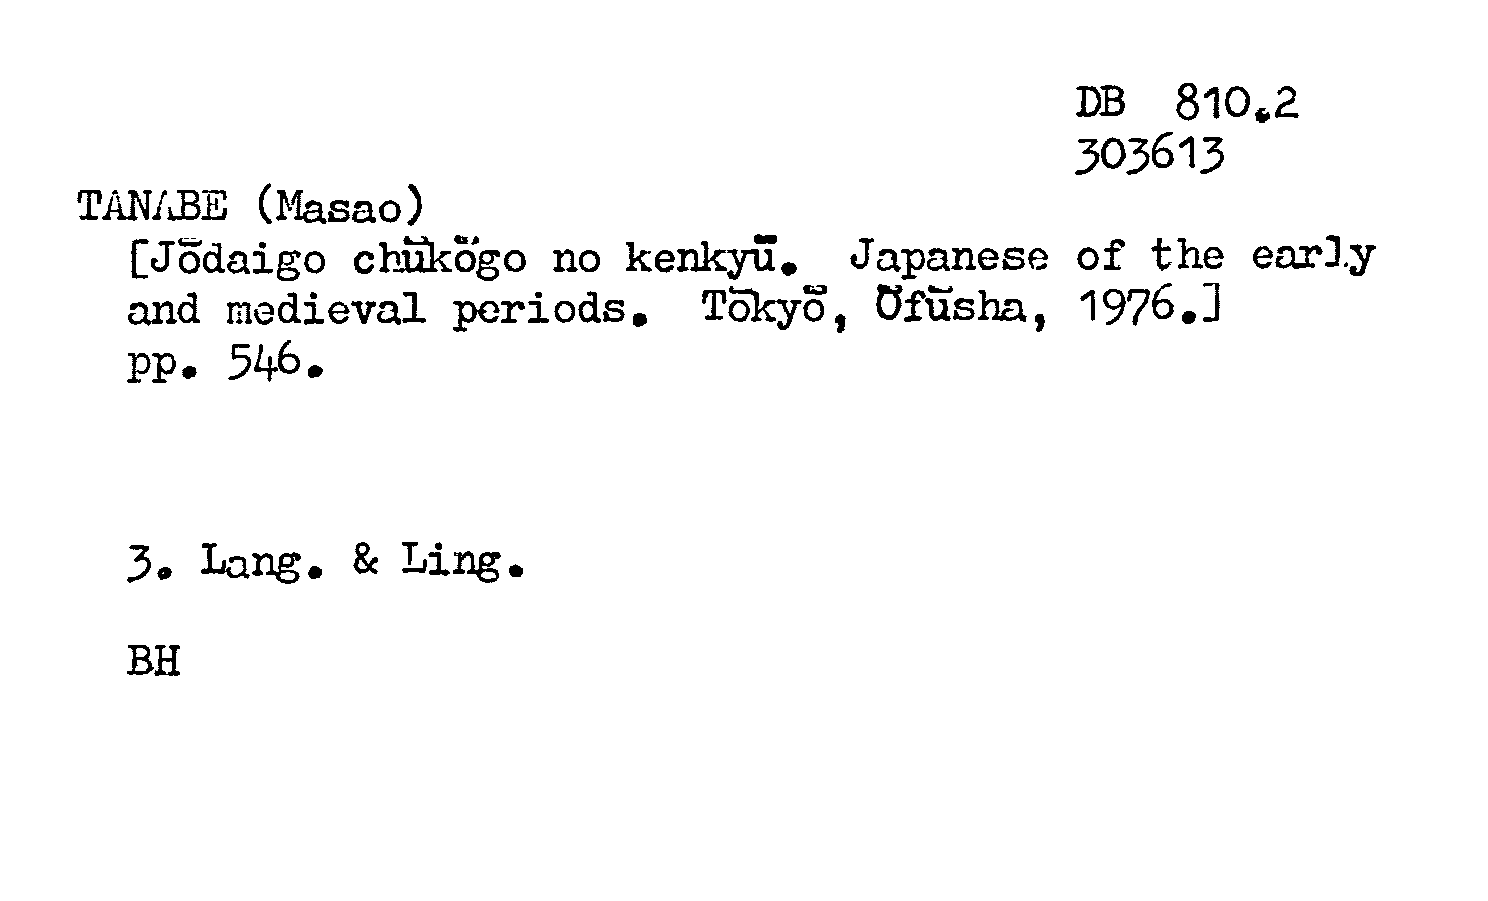 DB 810.2
303613
TANABE (Masao)
[Jōdaigo chūkōgo no kenkyū. Japanese of the early
and medieval periods. Tōkyō, Ōfūsha, 1976.]
pp. 546.
3. Lang. & Ling.
BH